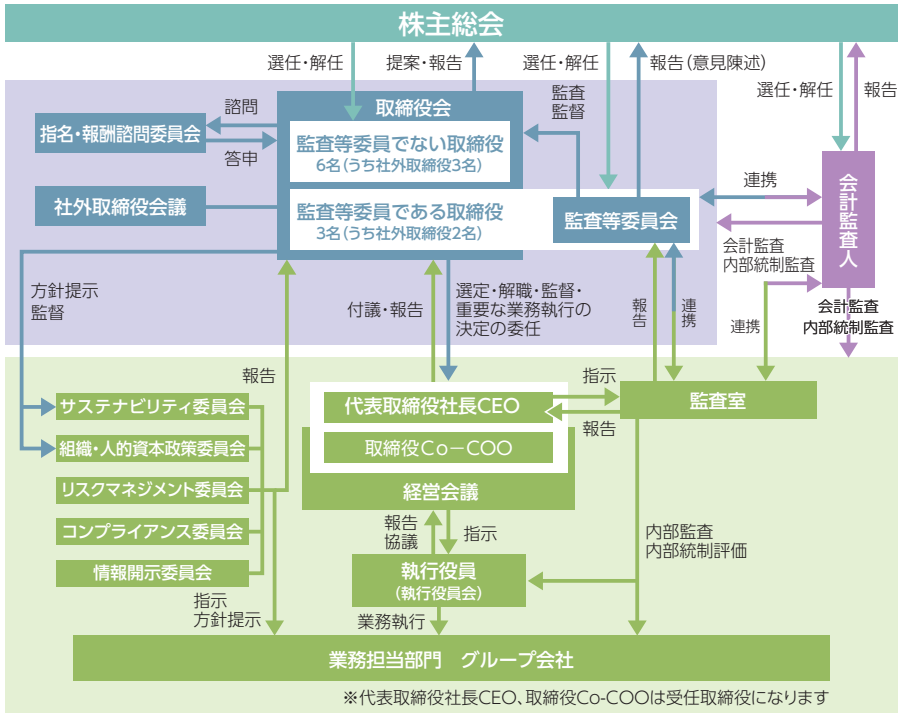 株主総会
選任・解任
提案・報告
選任・解任
報告(意見陳述)
選任・解任
報告
監査
監督
諮問
答申
指名・報酬諮問委員会
社外取締役会議
取締役会
監査等委員でない取締役
6名(うち社外取締役3名)
監査等委員である取締役
3名(うち社外取締役2名)
監査等委員会
連携
会計監査人
会計監査
内部統制監査
方針提示
監督
付議・報告
選定・解職・監督・
重要な業務執行の
決定の委任
報告
連携
連携
会計監査
内部統制監査
報告
サステナビリティ委員会
組織・人的資本政策委員会
リスクマネジメント委員会
コンプライアンス委員会
情報開示委員会
代表取締役社長CEO
取締役Co−COO
経営会議
指示
報告
監査室
報告
協議
指示
内部監査
内部統制評価
執行役員
(執行役員会)
指示
方針提示
業務執行
業務担当部門 グループ会社
※代表取締役社長CEO、取締役Co-COOは受任取締役になります